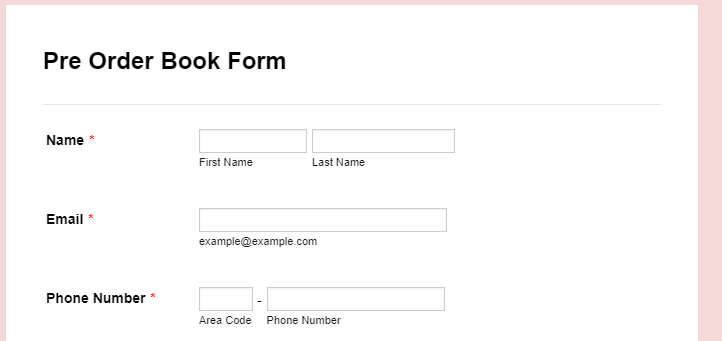 Pre Order Book Form
Name *
First Name Last Name
Email *
example@example.com
Phone Number * -
Area Code Phone Number